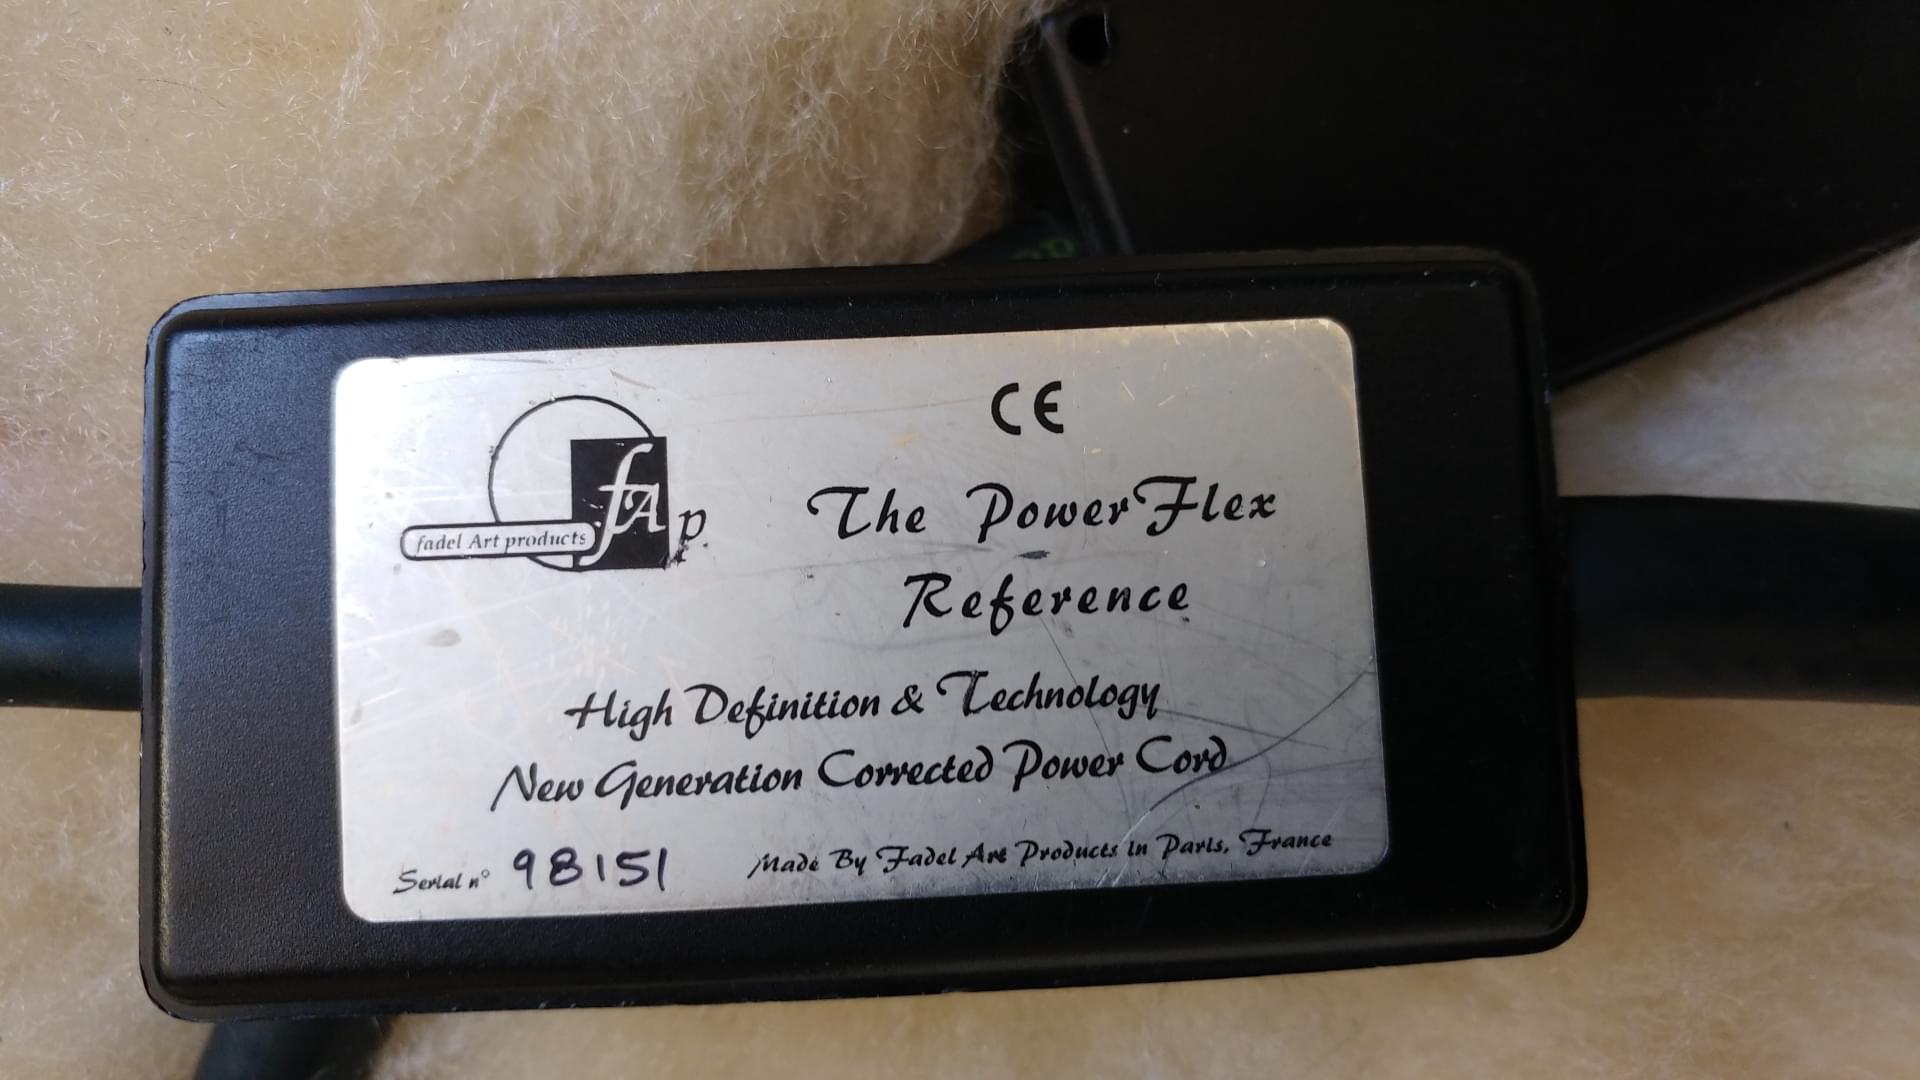 CE
fAp
fadel Art products
The PowerFlex
Reference
High Definition & Technology
New Generation Corrected Power Cord
Serial n° 98151
Made By Fadel Art Products In Paris, France